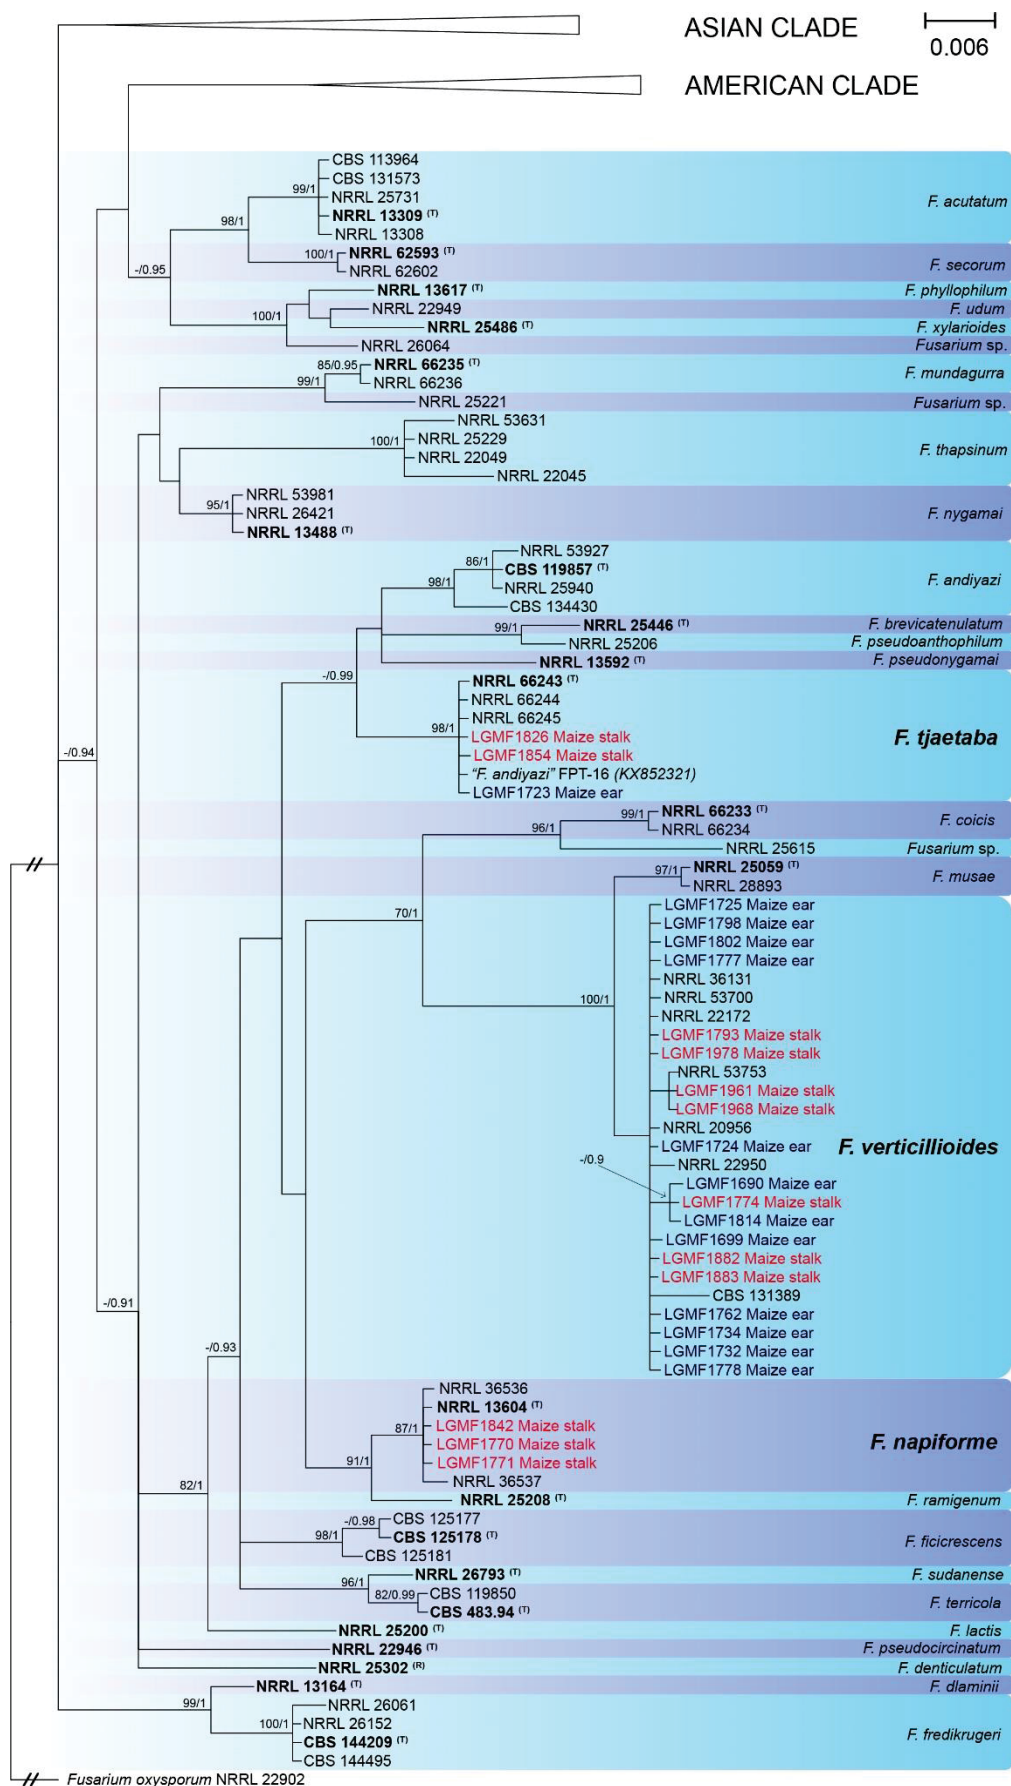 ASIAN CLADE
0.006
AMERICAN CLADE
CBS 113964
CBS 131573
99/1
NRRL 25731
F. acutatum
NRRL 13309 (T)
98/1
NRRL 13308
NRRL 62593 (T)
100/1
F. secorum
NRRL 62602
-/0.95
NRRL 13617 (T)
F. phyllophilum
NRRL 22949
F. udum
100/1
NRRL 25486 (T)
F. xylarioides
NRRL 26064
Fusarium sp.
85/0.95
NRRL 66235 (T)
F. mundagurra
99/1
NRRL 66236
NRRL 25221
Fusarium sp.
NRRL 53631
100/1
NRRL 25229
F. thapsinum
NRRL 22049
NRRL 22045
NRRL 53981
95/1
NRRL 26421
F. nygamai
NRRL 13488 (T)
NRRL 53927
86/1
CBS 119857 (T)
98/1
NRRL 25940
F. andiyazi
CBS 134430
99/1
NRRL 25446 (T)
F. brevicatenulatum
NRRL 25206
F. pseudoanthophilum
NRRL 13592 (T)
F. pseudonygamai
-/0.99
NRRL 66243 (T)
NRRL 66244
NRRL 66245
98/1
LGMF1826 Maize stalk
F. tjaetaba
-/0.94
LGMF1854 Maize stalk
"F. andiyazi" FPT-16 (KX852321)
LGMF1723 Maize ear
99/1
NRRL 66233 (T)
F. coicis
96/1
NRRL 66234
NRRL 25615
Fusarium sp.
97/1
NRRL 25059 (T)
F. musae
NRRL 28893
70/1
LGMF1725 Maize ear
LGMF1798 Maize ear
LGMF1802 Maize ear
LGMF1777 Maize ear
NRRL 36131
100/1
NRRL 53700
NRRL 22172
LGMF1793 Maize stalk
LGMF1978 Maize stalk
NRRL 53753
LGMF1961 Maize stalk
LGMF1968 Maize stalk
NRRL 20956
LGMF1724 Maize ear
F. verticillioides
-/0.9
NRRL 22950
LGMF1690 Maize ear
LGMF1774 Maize stalk
LGMF1814 Maize ear
LGMF1699 Maize ear
LGMF1882 Maize stalk
LGMF1883 Maize stalk
CBS 131389
-/0.91
LGMF1762 Maize ear
LGMF1734 Maize ear
-/0.93
LGMF1732 Maize ear
LGMF1778 Maize ear
NRRL 36536
NRRL 13604 (T)
87/1
LGMF1842 Maize stalk
LGMF1770 Maize stalk
F. napiforme
91/1
LGMF1771 Maize stalk
NRRL 36537
82/1
NRRL 25208 (T)
F. ramigenum
-/0.98
CBS 125177
98/1
CBS 125178 (T)
F. ficicrescens
CBS 125181
NRRL 26793 (T)
F. sudanense
96/1
82/0.99
CBS 119850
F. terricola
CBS 483.94 (T)
NRRL 25200 (T)
F. lactis
NRRL 22946 (T)
F. pseudocircinatum
NRRL 25302 (R)
F. denticulatum
NRRL 13164 (T)
F. dlaminii
99/1
NRRL 26061
100/1
NRRL 26152
F. fredikrugeri
CBS 144209 (T)
CBS 144495
Fusarium oxysporum NRRL 22902